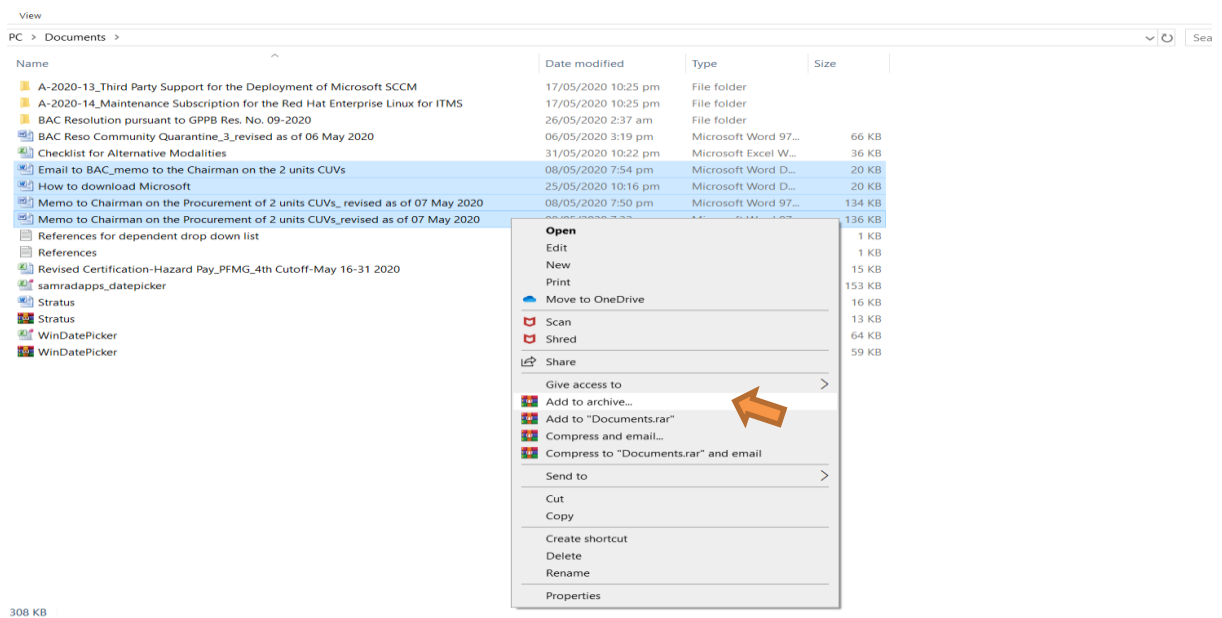 View
PC > Documents >
Sea
Name Date modified Type Size
A-2020-13_Third Party Support for the Deployment of Microsoft SCCM 17/05/2020 10:25 pm File folder
A-2020-14_Maintenance Subscription for the Red Hat Enterprise Linux for ITMS 17/05/2020 10:25 pm File folder
BAC Resolution pursuant to GPPB Res. No. 09-2020 26/05/2020 2:37 am File folder
BAC Reso Community Quarantine_3_revised as of 06 May 2020 06/05/2020 3:19 pm Microsoft Word 97... 66 KB
Checklist for Alternative Modalities 31/05/2020 10:22 pm Microsoft Excel W... 36 KB
Email to BAC_memo to the Chairman on the 2 units CUVs 08/05/2020 7:54 pm Microsoft Word D... 20 KB
How to download Microsoft 25/05/2020 10:16 pm Microsoft Word D... 20 KB
Memo to Chairman on the Procurement of 2 units CUVs_ revised as of 07 May 2020 08/05/2020 7:50 pm Microsoft Word 97... 134 KB
Memo to Chairman on the Procurement of 2 units CUVs_revised as of 07 May 2020 136 KB
References for dependent drop down list 1 KB
References 1 KB
Revised Certification-Hazard Pay_PFMG_4th Cutoff-May 16-31 2020 15 KB
samradapps_datepicker 153 KB
Stratus 16 KB
Stratus 13 KB
WinDatePicker 64 KB
WinDatePicker 59 KB
Open
Edit
New
Print
Move to OneDrive
Scan
Shred
Share
Give access to
Add to archive...
Add to "Documents.rar"
Compress and email...
Compress to "Documents.rar" and email
Send to
Cut
Copy
Create shortcut
Delete
Rename
Properties
308 KB